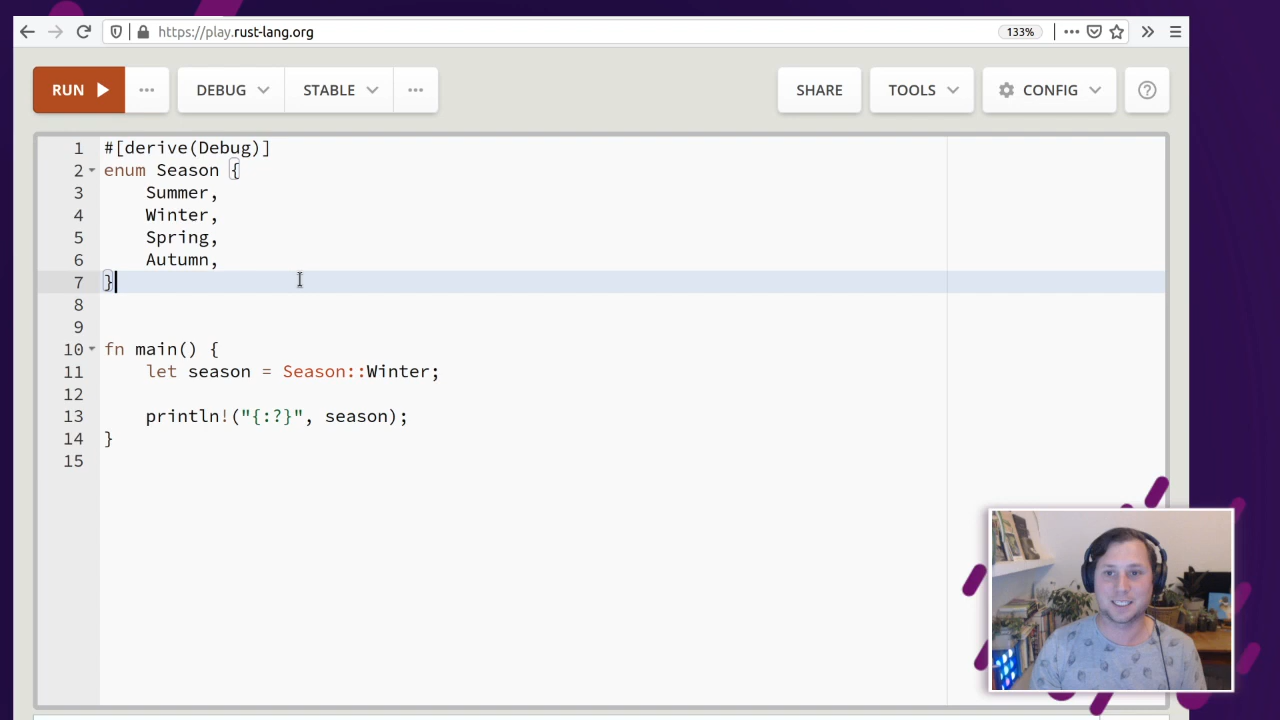 https://play.rust-lang.org
133%
RUN
DEBUG
STABLE
SHARE
TOOLS
CONFIG
1 #[derive(Debug)]
2 enum Season {
3     Summer,
4     Winter,
5     Spring,
6     Autumn,
7 }
8
9
10 fn main() {
11     let season = Season::Winter;
12
13     println!("{:?}", season);
14 }
15